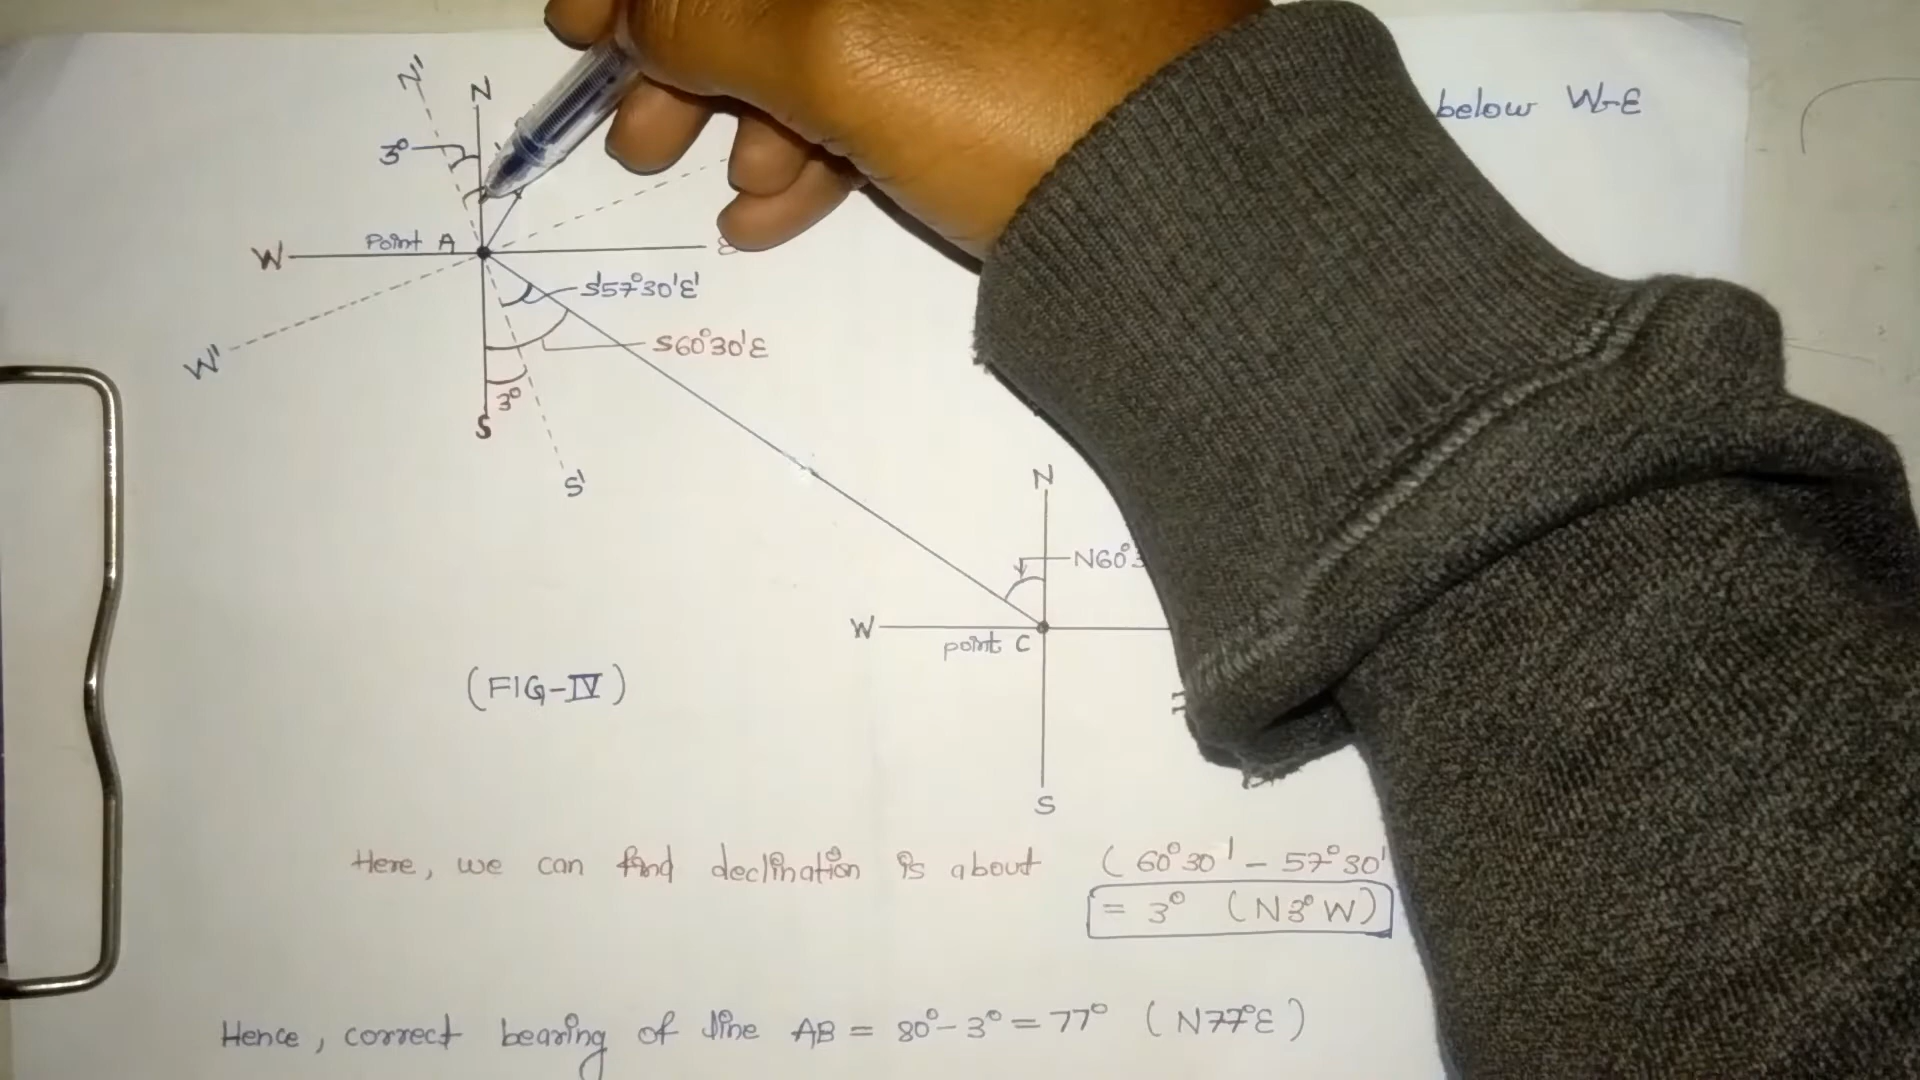 N'
N
below W-E
3°
Point A
W
S'57°30'E'
S60°30'E
W'
3°
S
S'
N
N60°3
W
point C
(FIG-IV)
S
Here, we can find declination is about (60°30' - 57°30'
= 3° (N3°W)
Hence, correct bearing of line AB = 80° - 3° = 77° (N77°E)